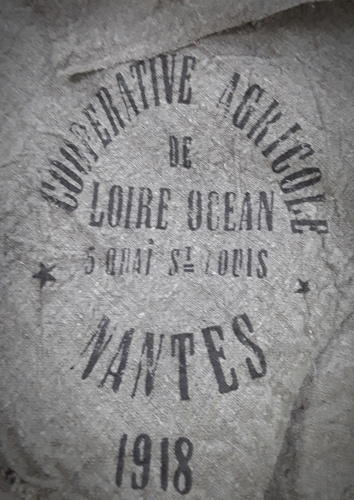 COOPERATIVE AGRICOLE
DE
LOIRE OCEAN
5 QUAI ST LOUIS
NANTES
1918